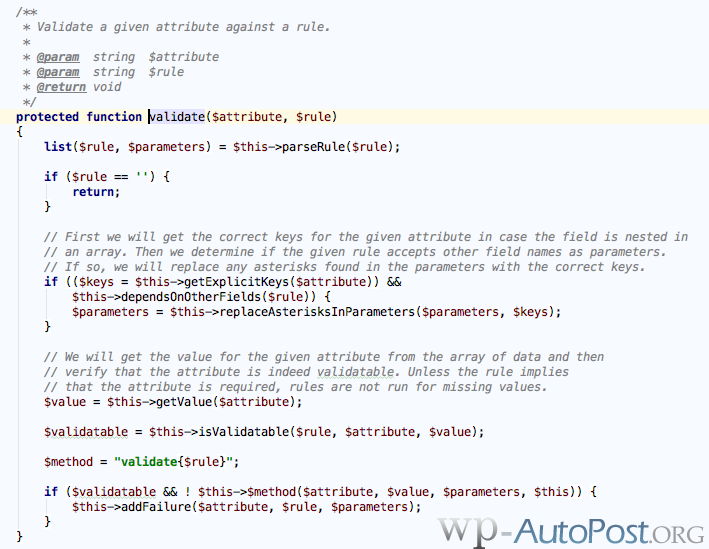 /**
 * Validate a given attribute against a rule.
 *
 * @param  string  $attribute
 * @param  string  $rule
 * @return void
 */
protected function validate($attribute, $rule)
{
    list($rule, $parameters) = $this->parseRule($rule);

    if ($rule == '') {
        return;
    }

    // First we will get the correct keys for the given attribute in case the field is nested in
    // an array. Then we determine if the given rule accepts other field names as parameters.
    // If so, we will replace any asterisks found in the parameters with the correct keys.
    if (($keys = $this->getExplicitKeys($attribute)) &&
        $this->dependsOnOtherFields($rule)) {
        $parameters = $this->replaceAsterisksInParameters($parameters, $keys);
    }

    // We will get the value for the given attribute from the array of data and then
    // verify that the attribute is indeed validatable. Unless the rule implies
    // that the attribute is required, rules are not run for missing values.
    $value = $this->getValue($attribute);

    $validatable = $this->isValidatable($rule, $attribute, $value);

    $method = "validate{$rule}";

    if ($validatable && ! $this->$method($attribute, $value, $parameters, $this)) {
        $this->addFailure($attribute, $rule, $parameters);
    }
}
wp-AutoPost.ORG